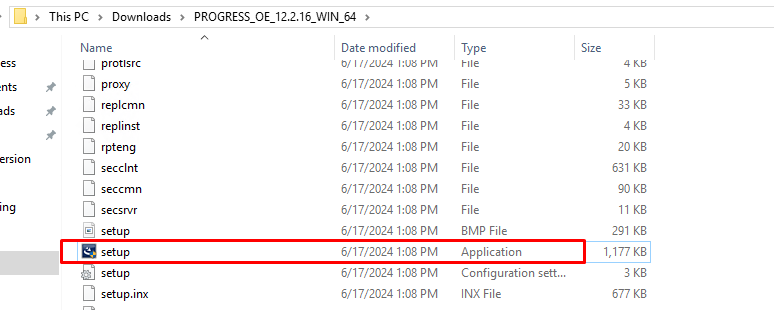 This PC > Downloads > PROGRESS_OE_12.2.16_WIN_64 >
Name Date modified Type Size
protlsrc 6/17/2024 1:08 PM File 4 KB
proxy 6/17/2024 1:08 PM File 5 KB
replcmn 6/17/2024 1:08 PM File 33 KB
replinst 6/17/2024 1:08 PM File 4 KB
rpteng 6/17/2024 1:08 PM File 20 KB
secclnt 6/17/2024 1:08 PM File 631 KB
seccmn 6/17/2024 1:08 PM File 90 KB
secsrvr 6/17/2024 1:08 PM File 11 KB
setup 6/17/2024 1:08 PM BMP File 291 KB
setup 6/17/2024 1:08 PM Application 1,177 KB
setup 6/17/2024 1:08 PM Configuration sett... 3 KB
setup.inx 6/17/2024 1:08 PM INX File 677 KB
ess
ents
ads
ersion
ing